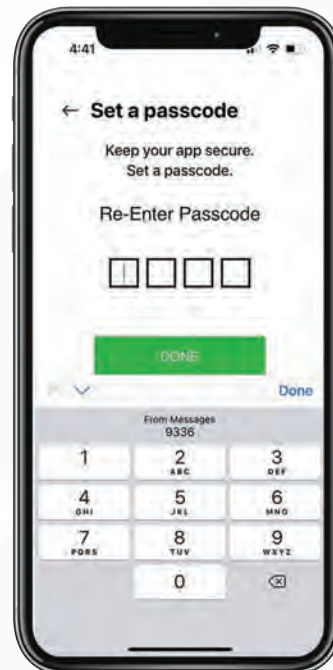 4:41
← Set a passcode
Keep your app secure.
Set a passcode.
Re-Enter Passcode
DONE
Done
From Messages
9336
1 2 3
ABC DEF
4 5 6
GHI JKL MNO
7 8 9
PQRS TUV WXYZ
0